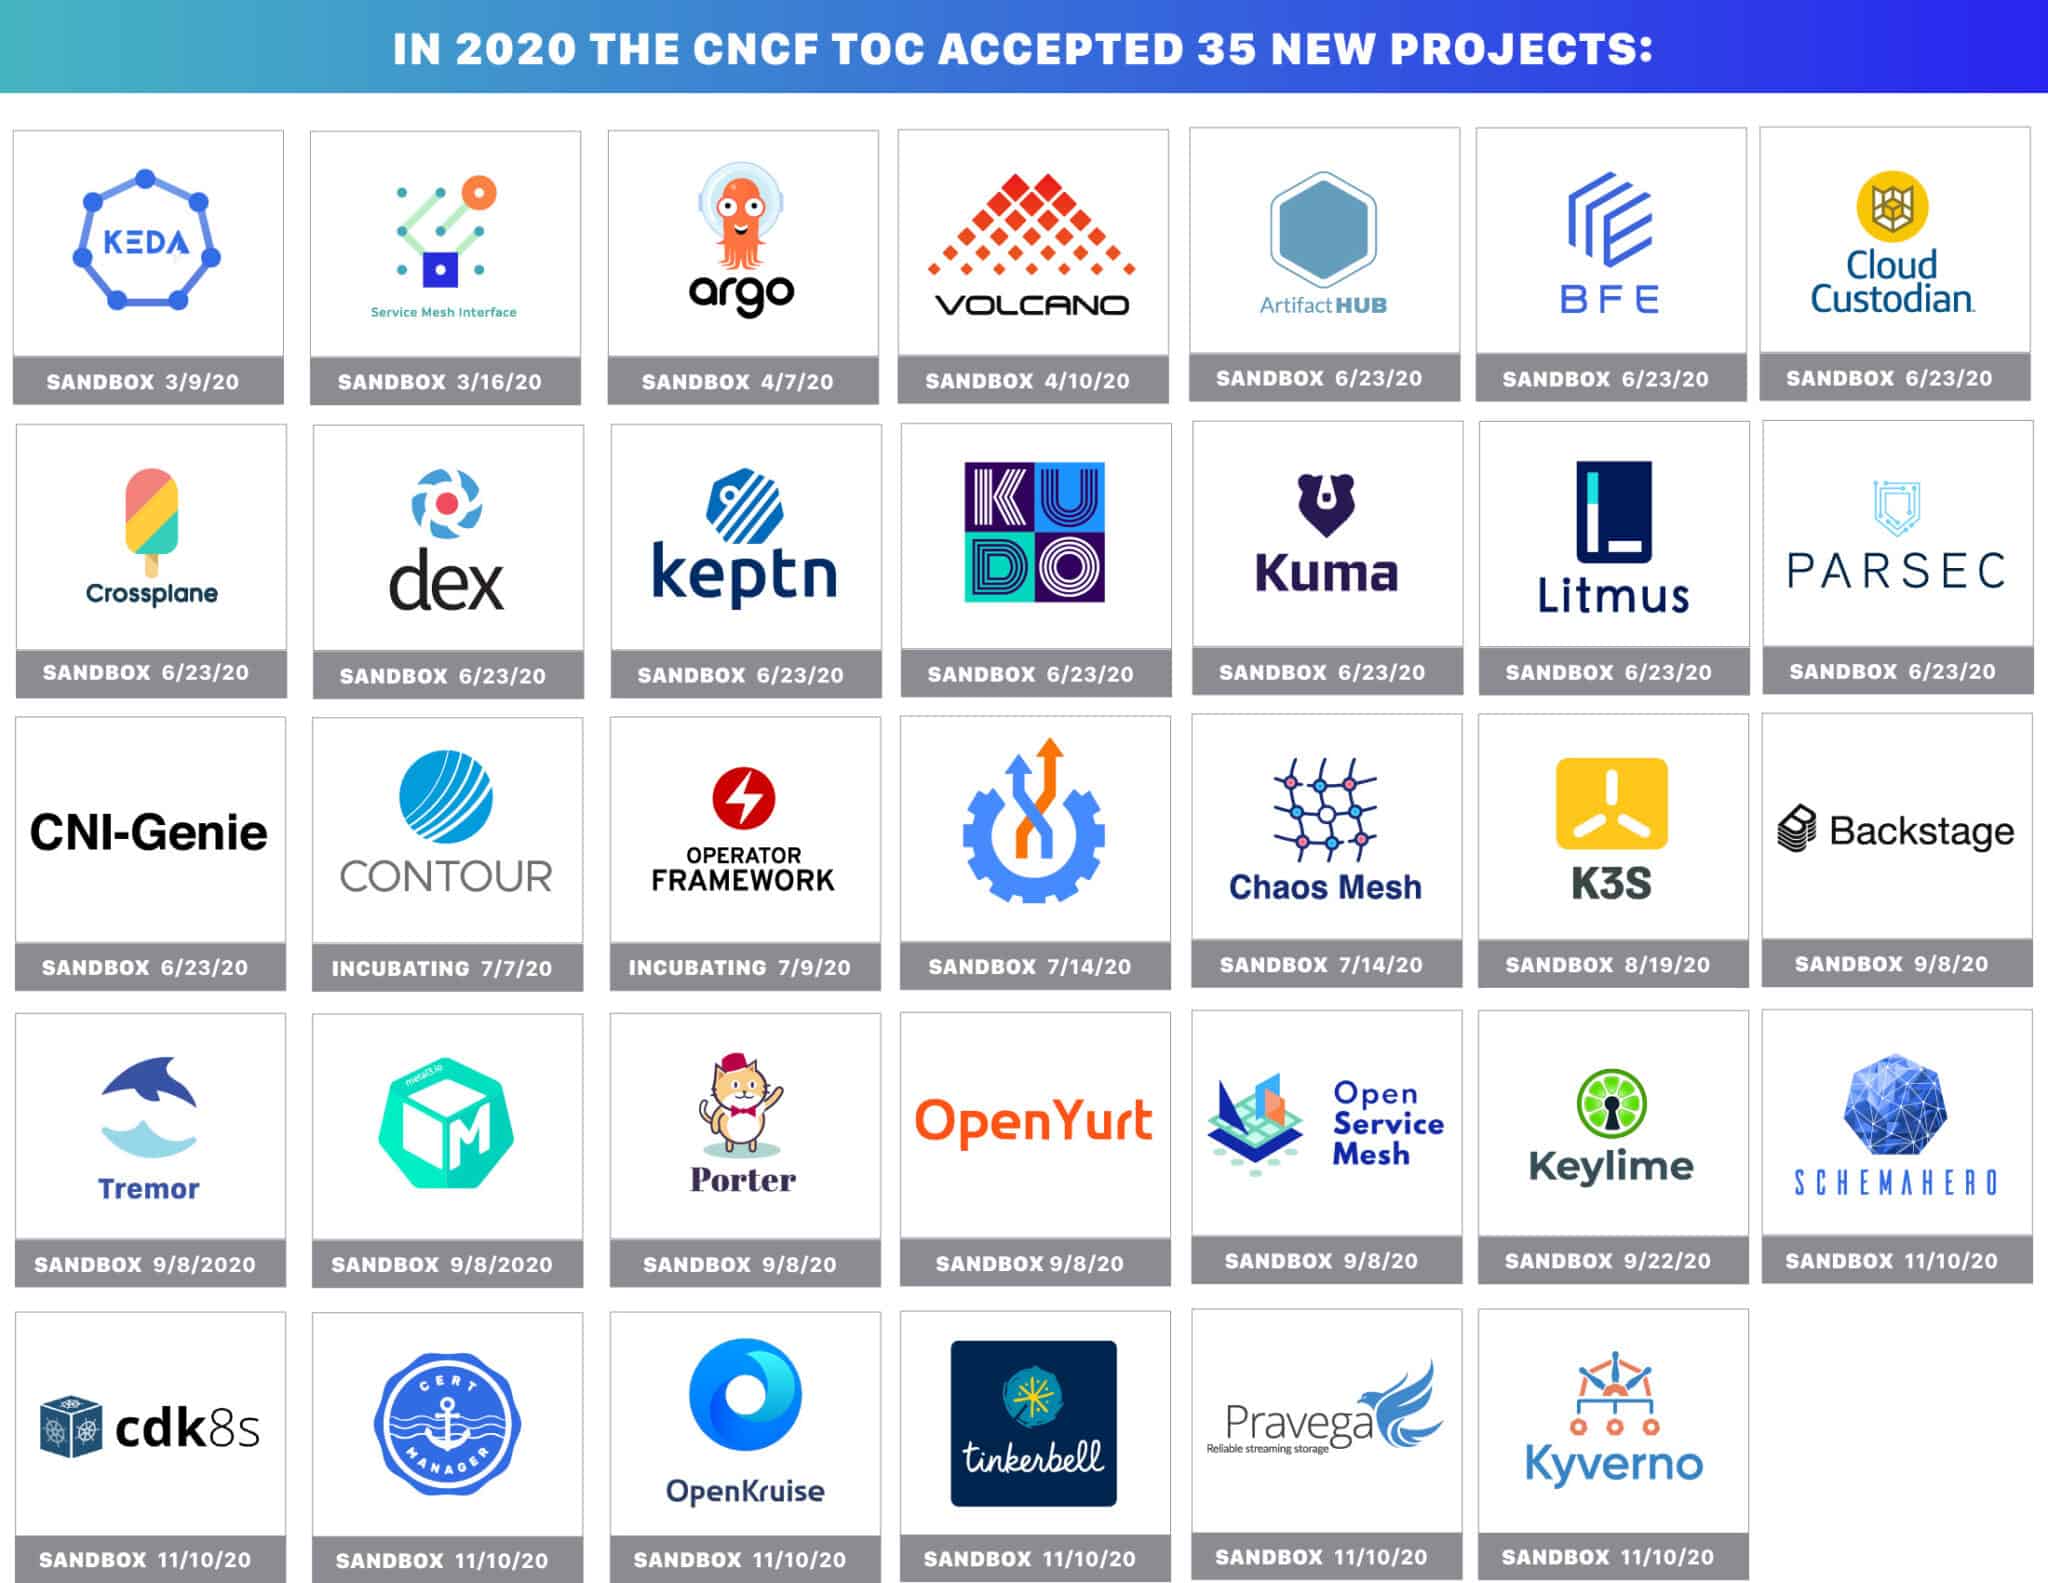 IN 2020 THE CNCF TOC ACCEPTED 35 NEW PROJECTS:
KEDA
SANDBOX 3/9/20
Service Mesh Interface
SANDBOX 3/16/20
argo
SANDBOX 4/7/20
VOLCANO
SANDBOX 4/10/20
Artifact HUB
SANDBOX 6/23/20
BFE
SANDBOX 6/23/20
Cloud
Custodian
SANDBOX 6/23/20
Crossplane
SANDBOX 6/23/20
dex
SANDBOX 6/23/20
keptn
SANDBOX 6/23/20
KU
DO
SANDBOX 6/23/20
Kuma
SANDBOX 6/23/20
Litmus
SANDBOX 6/23/20
PARSEC
SANDBOX 6/23/20
CNI-Genie
SANDBOX 6/23/20
CONTOUR
INCUBATING 7/7/20
OPERATOR
FRAMEWORK
INCUBATING 7/9/20
SANDBOX 7/14/20
Chaos Mesh
SANDBOX 7/14/20
K3S
SANDBOX 8/19/20
Backstage
SANDBOX 9/8/20
Tremor
SANDBOX 9/8/2020
metal3.io
M
SANDBOX 9/8/2020
Porter
SANDBOX 9/8/20
OpenYurt
SANDBOX 9/8/20
Open
Service
Mesh
SANDBOX 9/8/20
Keylime
SANDBOX 9/22/20
SCHEMAHERO
SANDBOX 11/10/20
cdk8s
SANDBOX 11/10/20
CERT
MANAGER
SANDBOX 11/10/20
OpenKruise
SANDBOX 11/10/20
tinkerbell
SANDBOX 11/10/20
Pravega
Reliable streaming storage
SANDBOX 11/10/20
Kyverno
SANDBOX 11/10/20